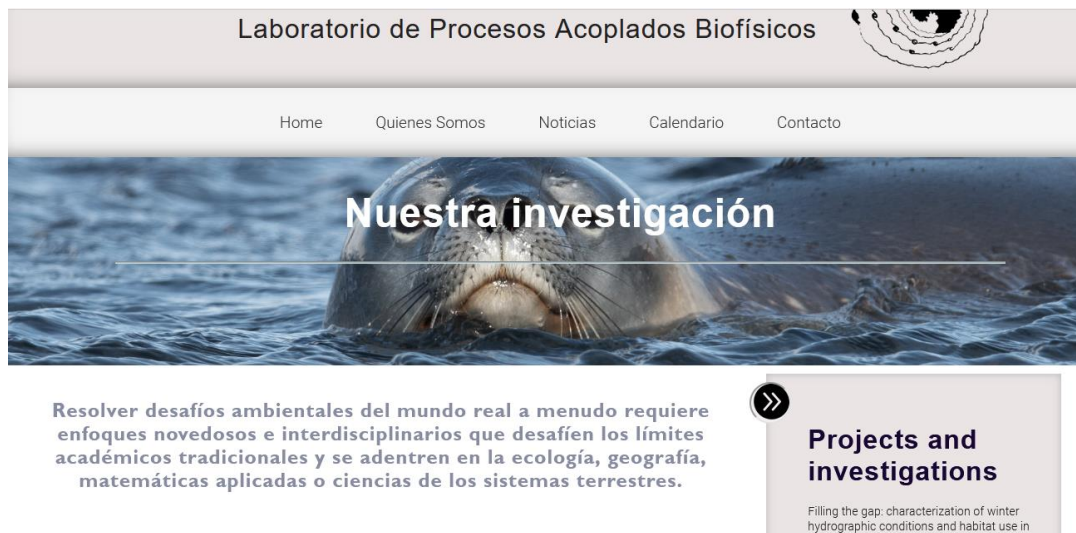 Laboratorio de Procesos Acoplados Biofísicos
Home Quienes Somos Noticias Calendario Contacto
Nuestra investigación
Resolver desafíos ambientales del mundo real a menudo requiere
enfoques novedosos e interdisciplinarios que desafíen los límites
académicos tradicionales y se adentren en la ecología, geografía,
matemáticas aplicadas o ciencias de los sistemas terrestres.
Projects and
investigations
Filling the gap: characterization of winter
hydrographic conditions and habitat use in